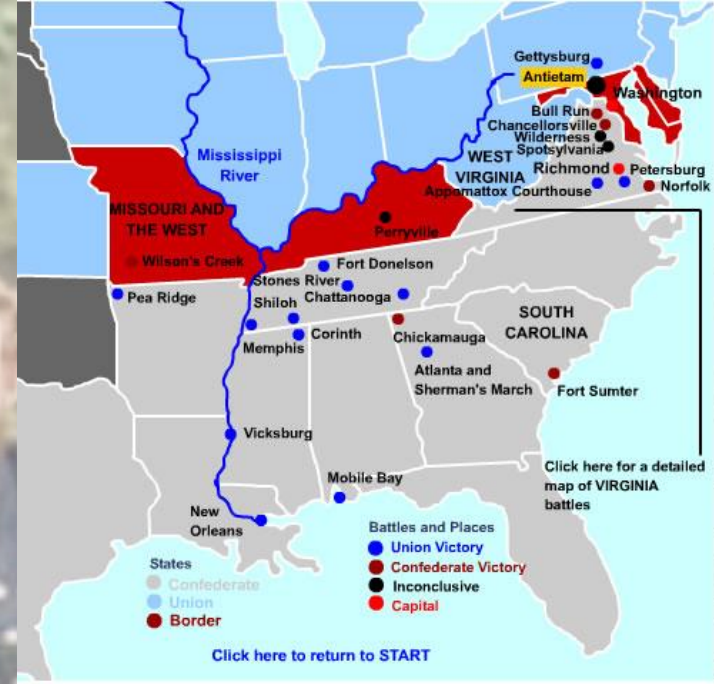 Gettysburg
Antietam
Washington
Bull Run
Chancellorsville
Wilderness
Spotsylvania
Mississippi
River
WEST
VIRGINIA
Richmond
Petersburg
Appomattox Courthouse
Norfolk
MISSOURI AND
THE WEST
Perryville
Wilson's Creek
Fort Donelson
Stones River
Pea Ridge
Shiloh
Chattanooga
SOUTH
CAROLINA
Memphis
Corinth
Chickamauga
Atlanta and
Sherman's March
Fort Sumter
Vicksburg
Click here for a detailed
map of VIRGINIA
battles
Mobile Bay
New
Orleans
Battles and Places
Union Victory
Confederate Victory
Inconclusive
Capital
States
Confederate
Union
Border
Click here to return to START